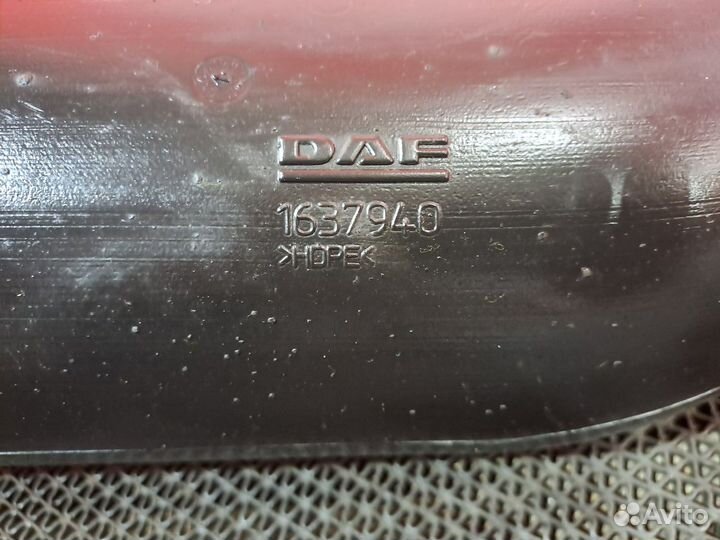 DAF
1637940
>HDPE<
Avito